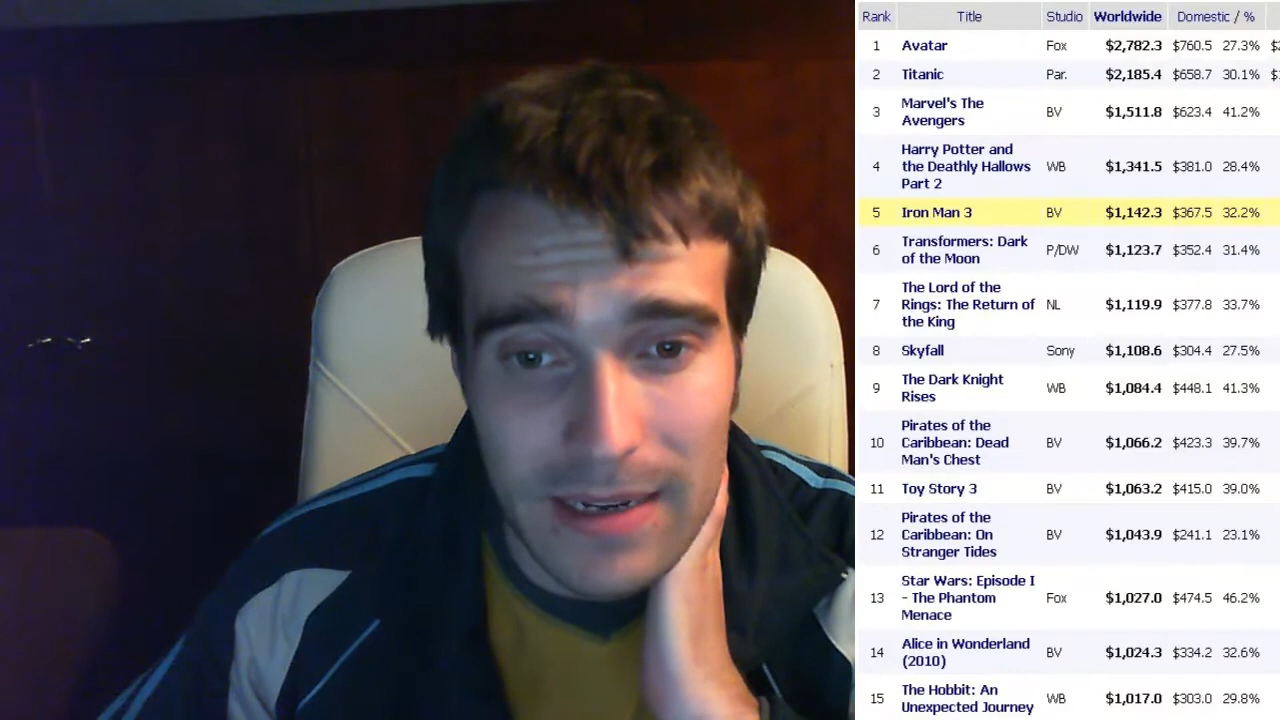 Rank Title Studio Worldwide Domestic / %
1 Avatar Fox $2,782.3 $760.5 27.3%
2 Titanic Par. $2,185.4 $658.7 30.1%
3 Marvel's The
Avengers BV $1,511.8 $623.4 41.2%
4 Harry Potter and
the Deathly Hallows
Part 2 WB $1,341.5 $381.0 28.4%
5 Iron Man 3 BV $1,142.3 $367.5 32.2%
6 Transformers: Dark
of the Moon P/DW $1,123.7 $352.4 31.4%
7 The Lord of the
Rings: The Return of
the King NL $1,119.9 $377.8 33.7%
8 Skyfall Sony $1,108.6 $304.4 27.5%
9 The Dark Knight
Rises WB $1,084.4 $448.1 41.3%
10 Pirates of the
Caribbean: Dead
Man's Chest BV $1,066.2 $423.3 39.7%
11 Toy Story 3 BV $1,063.2 $415.0 39.0%
12 Pirates of the
Caribbean: On
Stranger Tides BV $1,043.9 $241.1 23.1%
13 Star Wars: Episode I
- The Phantom
Menace Fox $1,027.0 $474.5 46.2%
14 Alice in Wonderland
(2010) BV $1,024.3 $334.2 32.6%
15 The Hobbit: An
Unexpected Journey WB $1,017.0 $303.0 29.8%